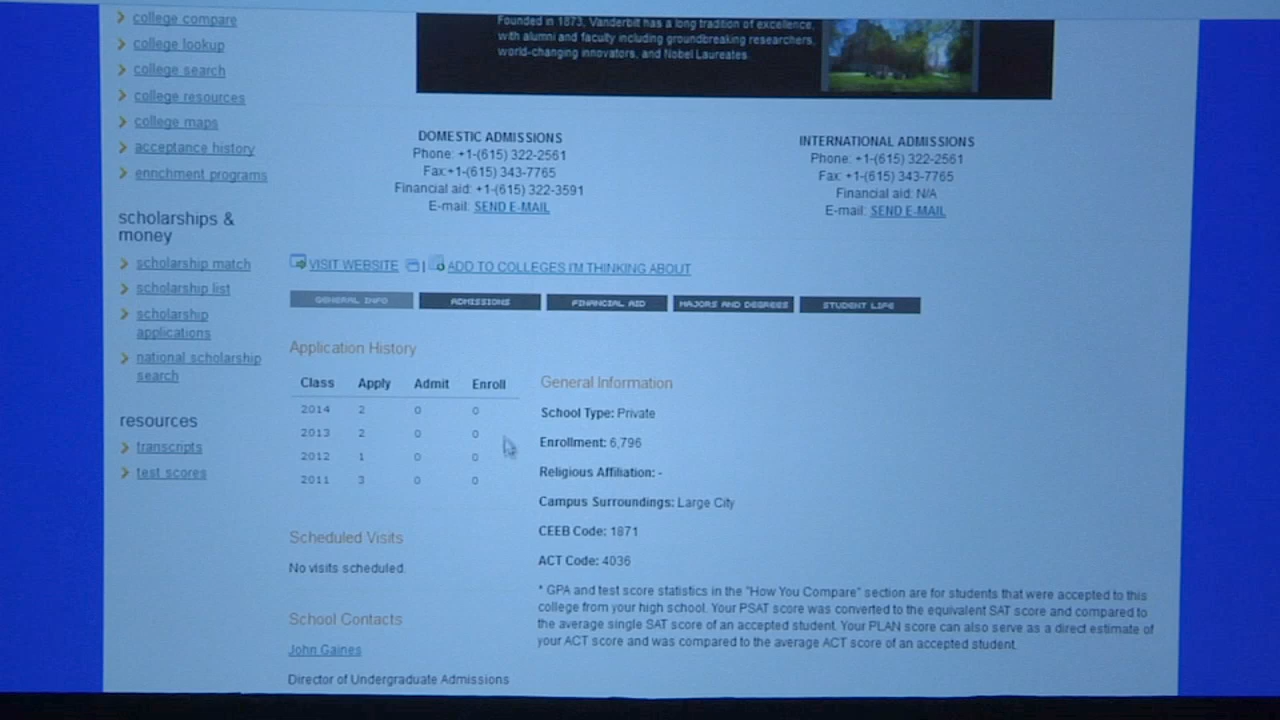 college compare
college lookup
college search
college resources
college maps
acceptance history
enrichment programs
scholarships &
money
scholarship match
scholarship list
scholarship
applications
national scholarship
search
resources
transcripts
test scores
Founded in 1873, Vanderbilt has a long tradition of excellence,
with alumni and faculty including groundbreaking researchers,
world-changing innovators, and Nobel Laureates
DOMESTIC ADMISSIONS
Phone: +1-(615) 322-2561
Fax:+1-(615) 343-7765
Financial aid: +1-(615) 322-3591
E-mail: SEND E-MAIL
INTERNATIONAL ADMISSIONS
Phone: +1-(615) 322-2561
Fax: +1-(615) 343-7765
Financial aid: N/A
E-mail: SEND E-MAIL
VISIT WEBSITE | ADD TO COLLEGES I'M THINKING ABOUT
GENERAL INFO ADMISSIONS FINANCIAL AID MAJORS AND DEGREES STUDENT LIFE
Application History
Class Apply Admit Enroll
2014 2 0 0
2013 2 0 0
2012 1 0 0
2011 3 0 0
Scheduled Visits
No visits scheduled.
School Contacts
John Gaines
Director of Undergraduate Admissions
General Information
School Type: Private
Enrollment: 6,796
Religious Affiliation: -
Campus Surroundings: Large City
CEEB Code: 1871
ACT Code: 4036
* GPA and test score statistics in the "How You Compare" section are for students that were accepted to this
college from your high school. Your PSAT score was converted to the equivalent SAT score and compared to
the average single SAT score of an accepted student. Your PLAN score can also serve as a direct estimate of
your ACT score and was compared to the average ACT score of an accepted student.